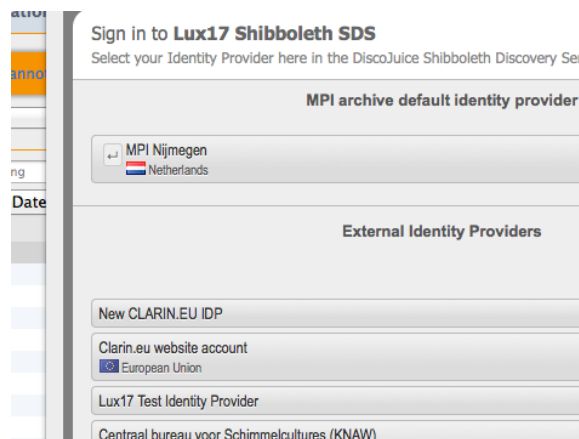 Sign in to Lux17 Shibboleth SDS
Select your Identity Provider here in the DiscoJuice Shibboleth Discovery Se
MPI archive default identity provider
MPI Nijmegen
Netherlands
External Identity Providers
New CLARIN.EU IDP
Clarin.eu website account
European Union
Lux17 Test Identity Provider
Centraal bureau voor Schimmelcultures (KNAW)
anno
ng
Date